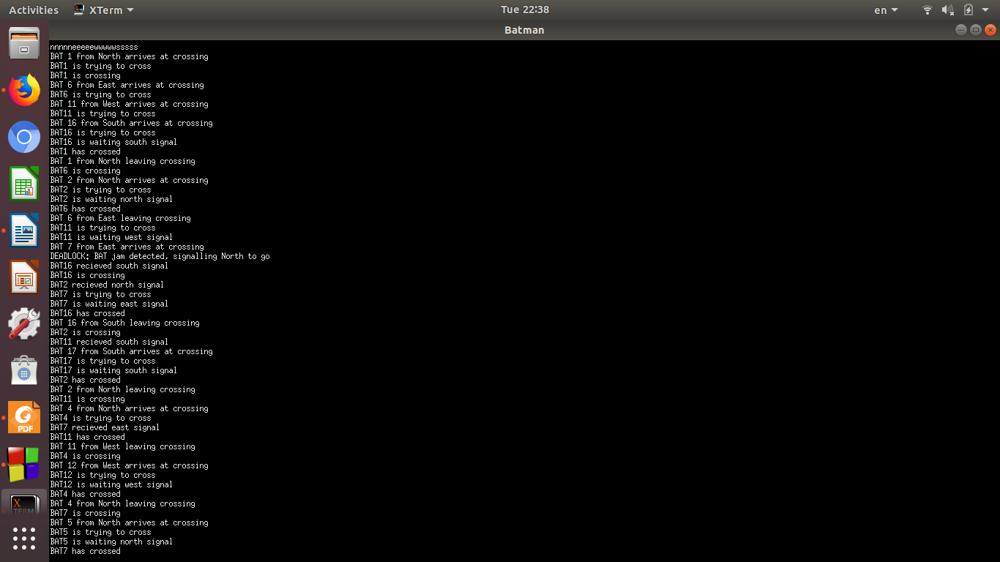 Activities XTerm Tue 22:38 en
Batman
nnnnneeeeewwwwwsssss
BAT 1 from North arrives at crossing
BAT1 is trying to cross
BAT1 is crossing
BAT 6 from East arrives at crossing
BAT6 is trying to cross
BAT 11 from West arrives at crossing
BAT11 is trying to cross
BAT 16 from South arrives at crossing
BAT16 is trying to cross
BAT16 is waiting south signal
BAT1 has crossed
BAT 1 from North leaving crossing
BAT6 is crossing
BAT 2 from North arrives at crossing
BAT2 is trying to cross
BAT2 is waiting north signal
BAT6 has crossed
BAT 6 from East leaving crossing
BAT11 is trying to cross
BAT11 is waiting west signal
BAT 7 from East arrives at crossing
DEADLOCK: BAT jam detected, signalling North to go
BAT16 recieved south signal
BAT16 is crossing
BAT2 recieved north signal
BAT7 is trying to cross
BAT7 is waiting east signal
BAT16 has crossed
BAT 16 from South leaving crossing
BAT2 is crossing
BAT11 recieved south signal
BAT 17 from South arrives at crossing
BAT17 is trying to cross
BAT17 is waiting south signal
BAT2 has crossed
BAT 2 from North leaving crossing
BAT11 is crossing
BAT 4 from North arrives at crossing
BAT4 is trying to cross
BAT7 recieved east signal
BAT11 has crossed
BAT 11 from West leaving crossing
BAT4 is crossing
BAT 12 from West arrives at crossing
BAT12 is trying to cross
BAT12 is waiting west signal
BAT4 has crossed
BAT 4 from North leaving crossing
BAT7 is crossing
BAT 5 from North arrives at crossing
BAT5 is trying to cross
BAT5 is waiting north signal
BAT7 has crossed
PDF
X
TERM